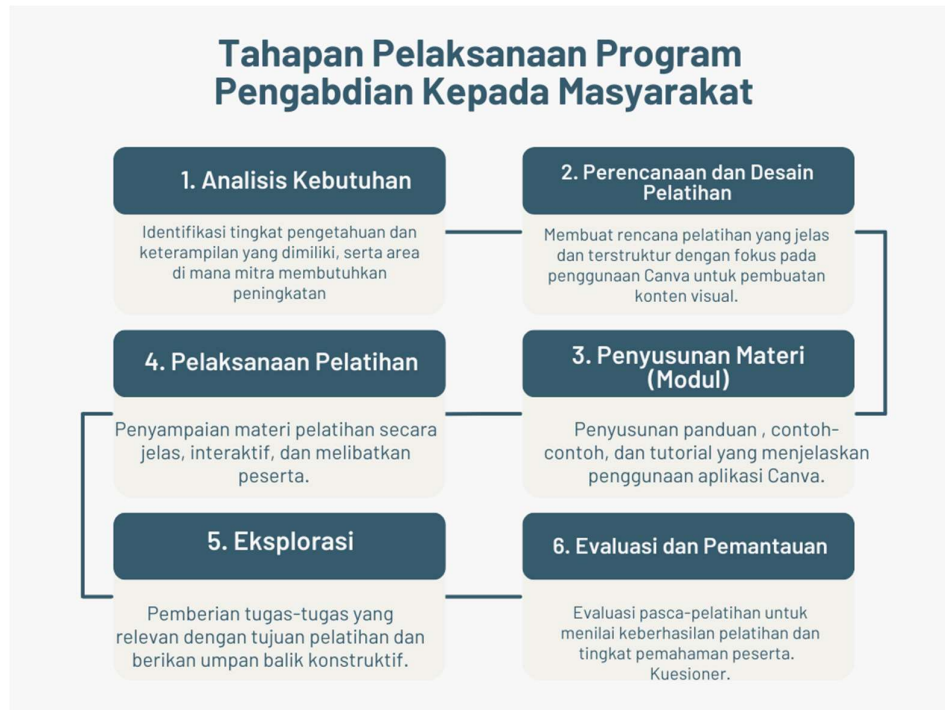 Tahapan Pelaksanaan Program
Pengabdian Kepada Masyarakat
1. Analisis Kebutuhan
Identifikasi tingkat pengetahuan dan
keterampilan yang dimiliki, serta area
di mana mitra membutuhkan
peningkatan
2. Perencanaan dan Desain
Pelatihan
Membuat rencana pelatihan yang jelas
dan terstruktur dengan fokus pada
penggunaan Canva untuk pembuatan
konten visual.
3. Penyusunan Materi
(Modul)
Penyusunan panduan , contoh-
contoh, dan tutorial yang menjelaskan
penggunaan aplikasi Canva.
4. Pelaksanaan Pelatihan
Penyampaian materi pelatihan secara
jelas, interaktif, dan melibatkan
peserta.
5. Eksplorasi
Pemberian tugas-tugas yang
relevan dengan tujuan pelatihan dan
berikan umpan balik konstruktif.
6. Evaluasi dan Pemantauan
Evaluasi pasca-pelatihan untuk
menilai keberhasilan pelatihan dan
tingkat pemahaman peserta.
Kuesioner.